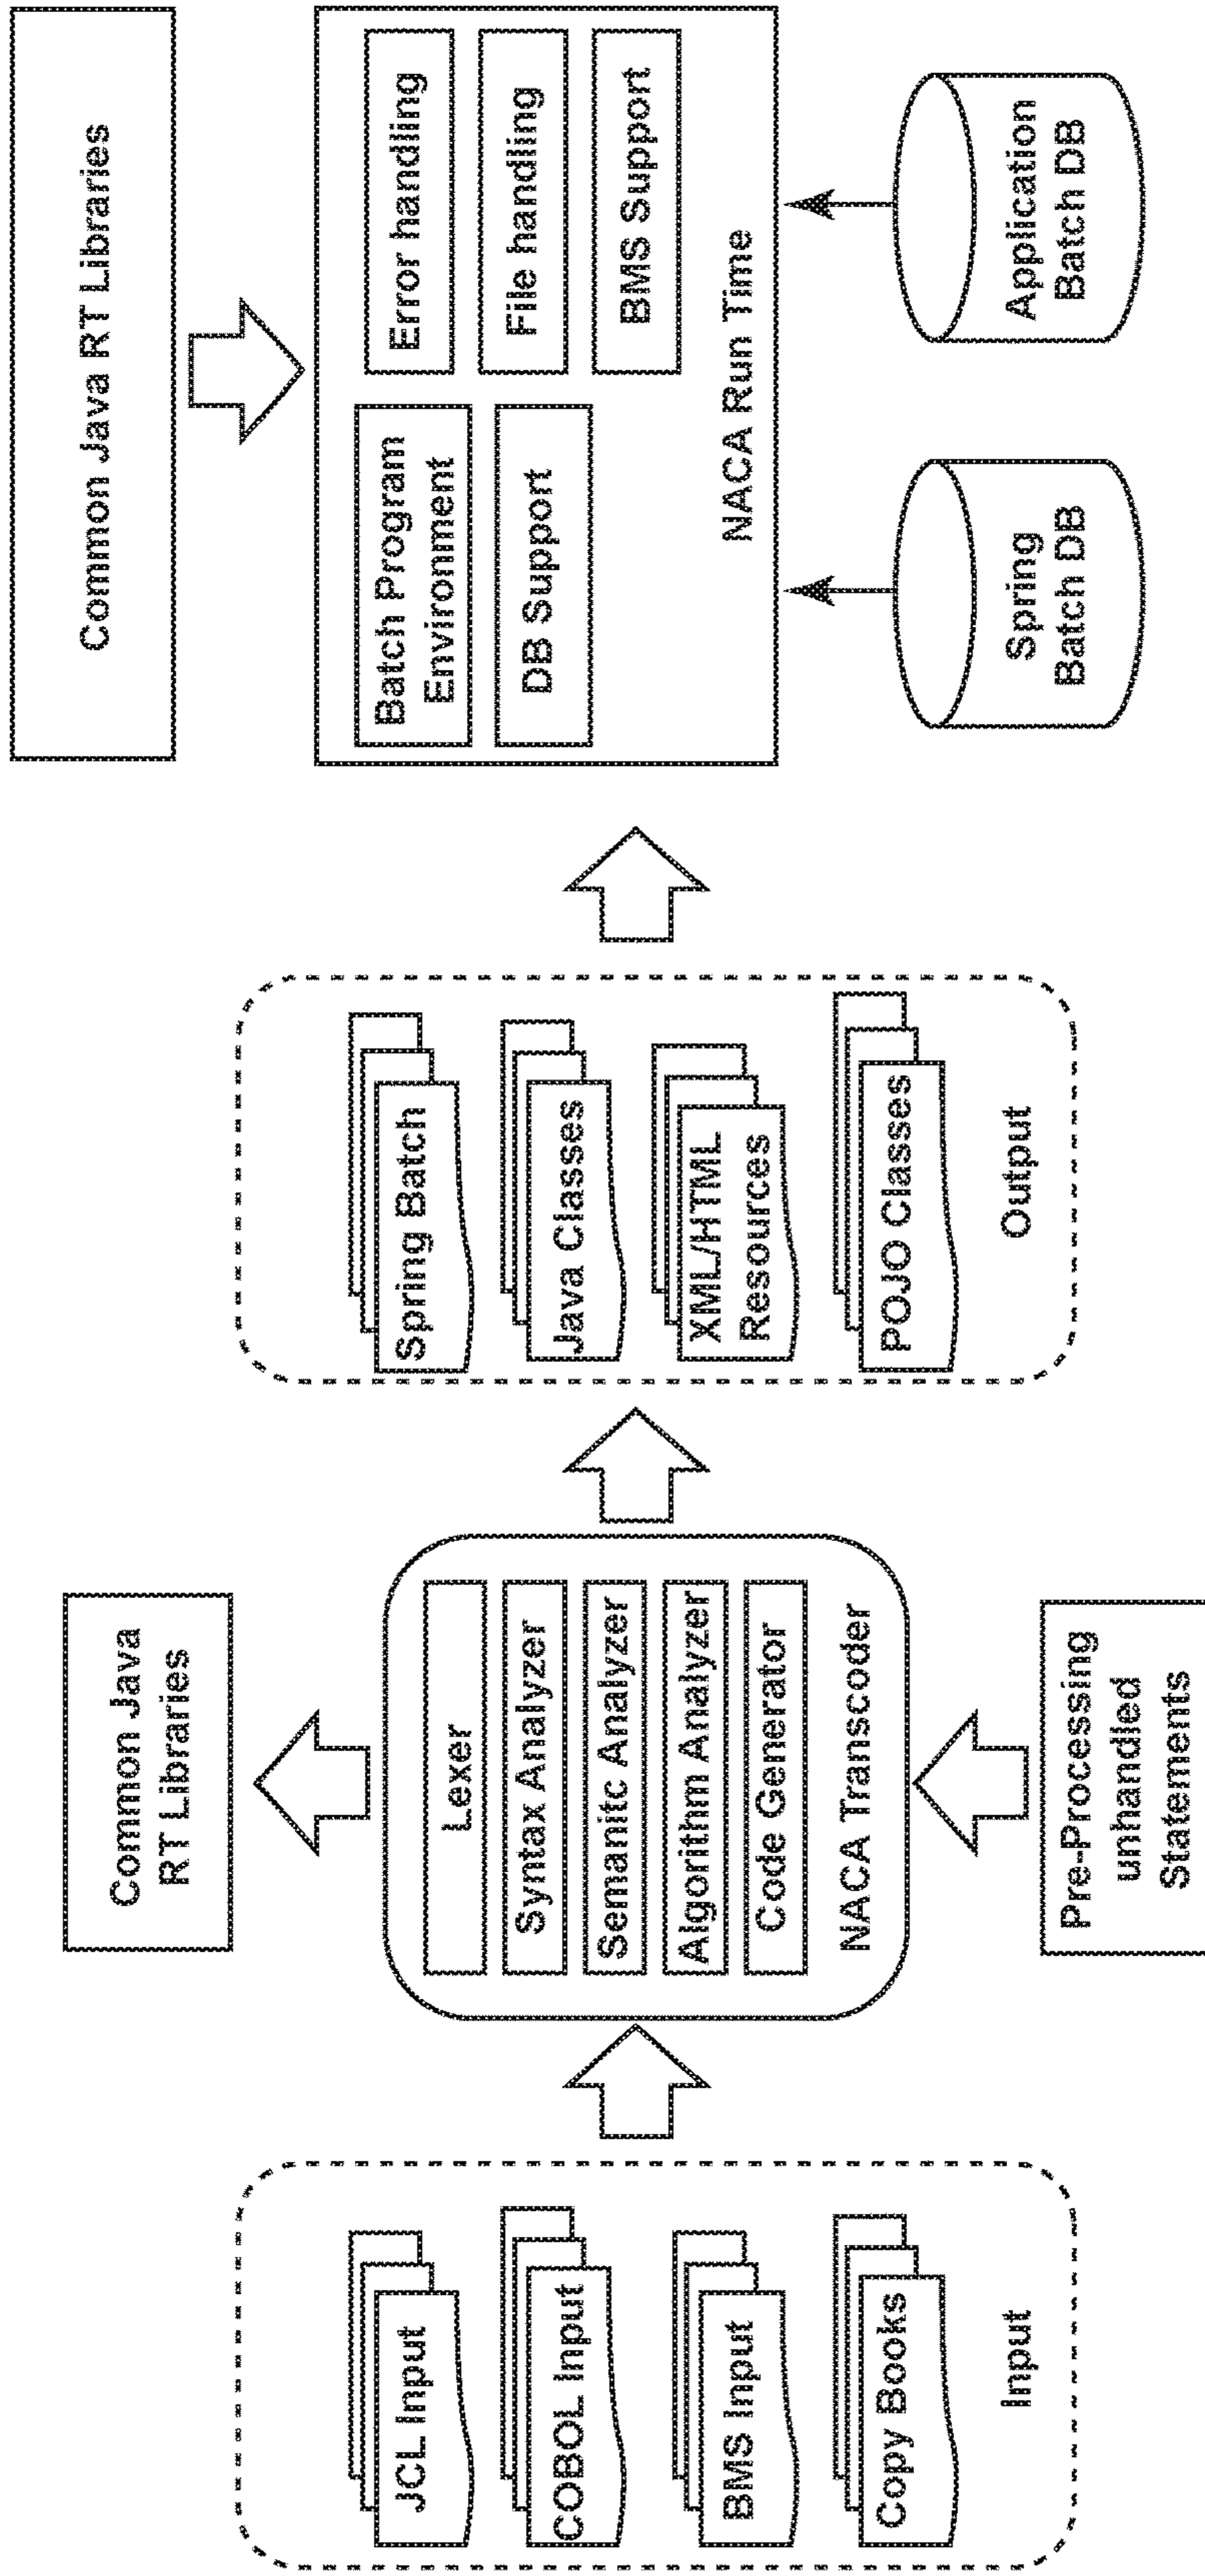 JCL Input
COBOL Input
BMS Input
Copy Books
Input
Common Java
RT Libraries
Lexer
Syntax Analyzer
Semanitc Analyzer
Algorithm Analyzer
Code Generator
NACA Transcoder
Pre-Processing
unhandled
Statements
Spring Batch
Java Classes
XML/HTML
Resources
POJO Classes
Output
Common Java RT Libraries
Batch Program
Environment
DB Support
Error handling
File handling
BMS Support
NACA Run Time
Spring
Batch DB
Application
Batch DB